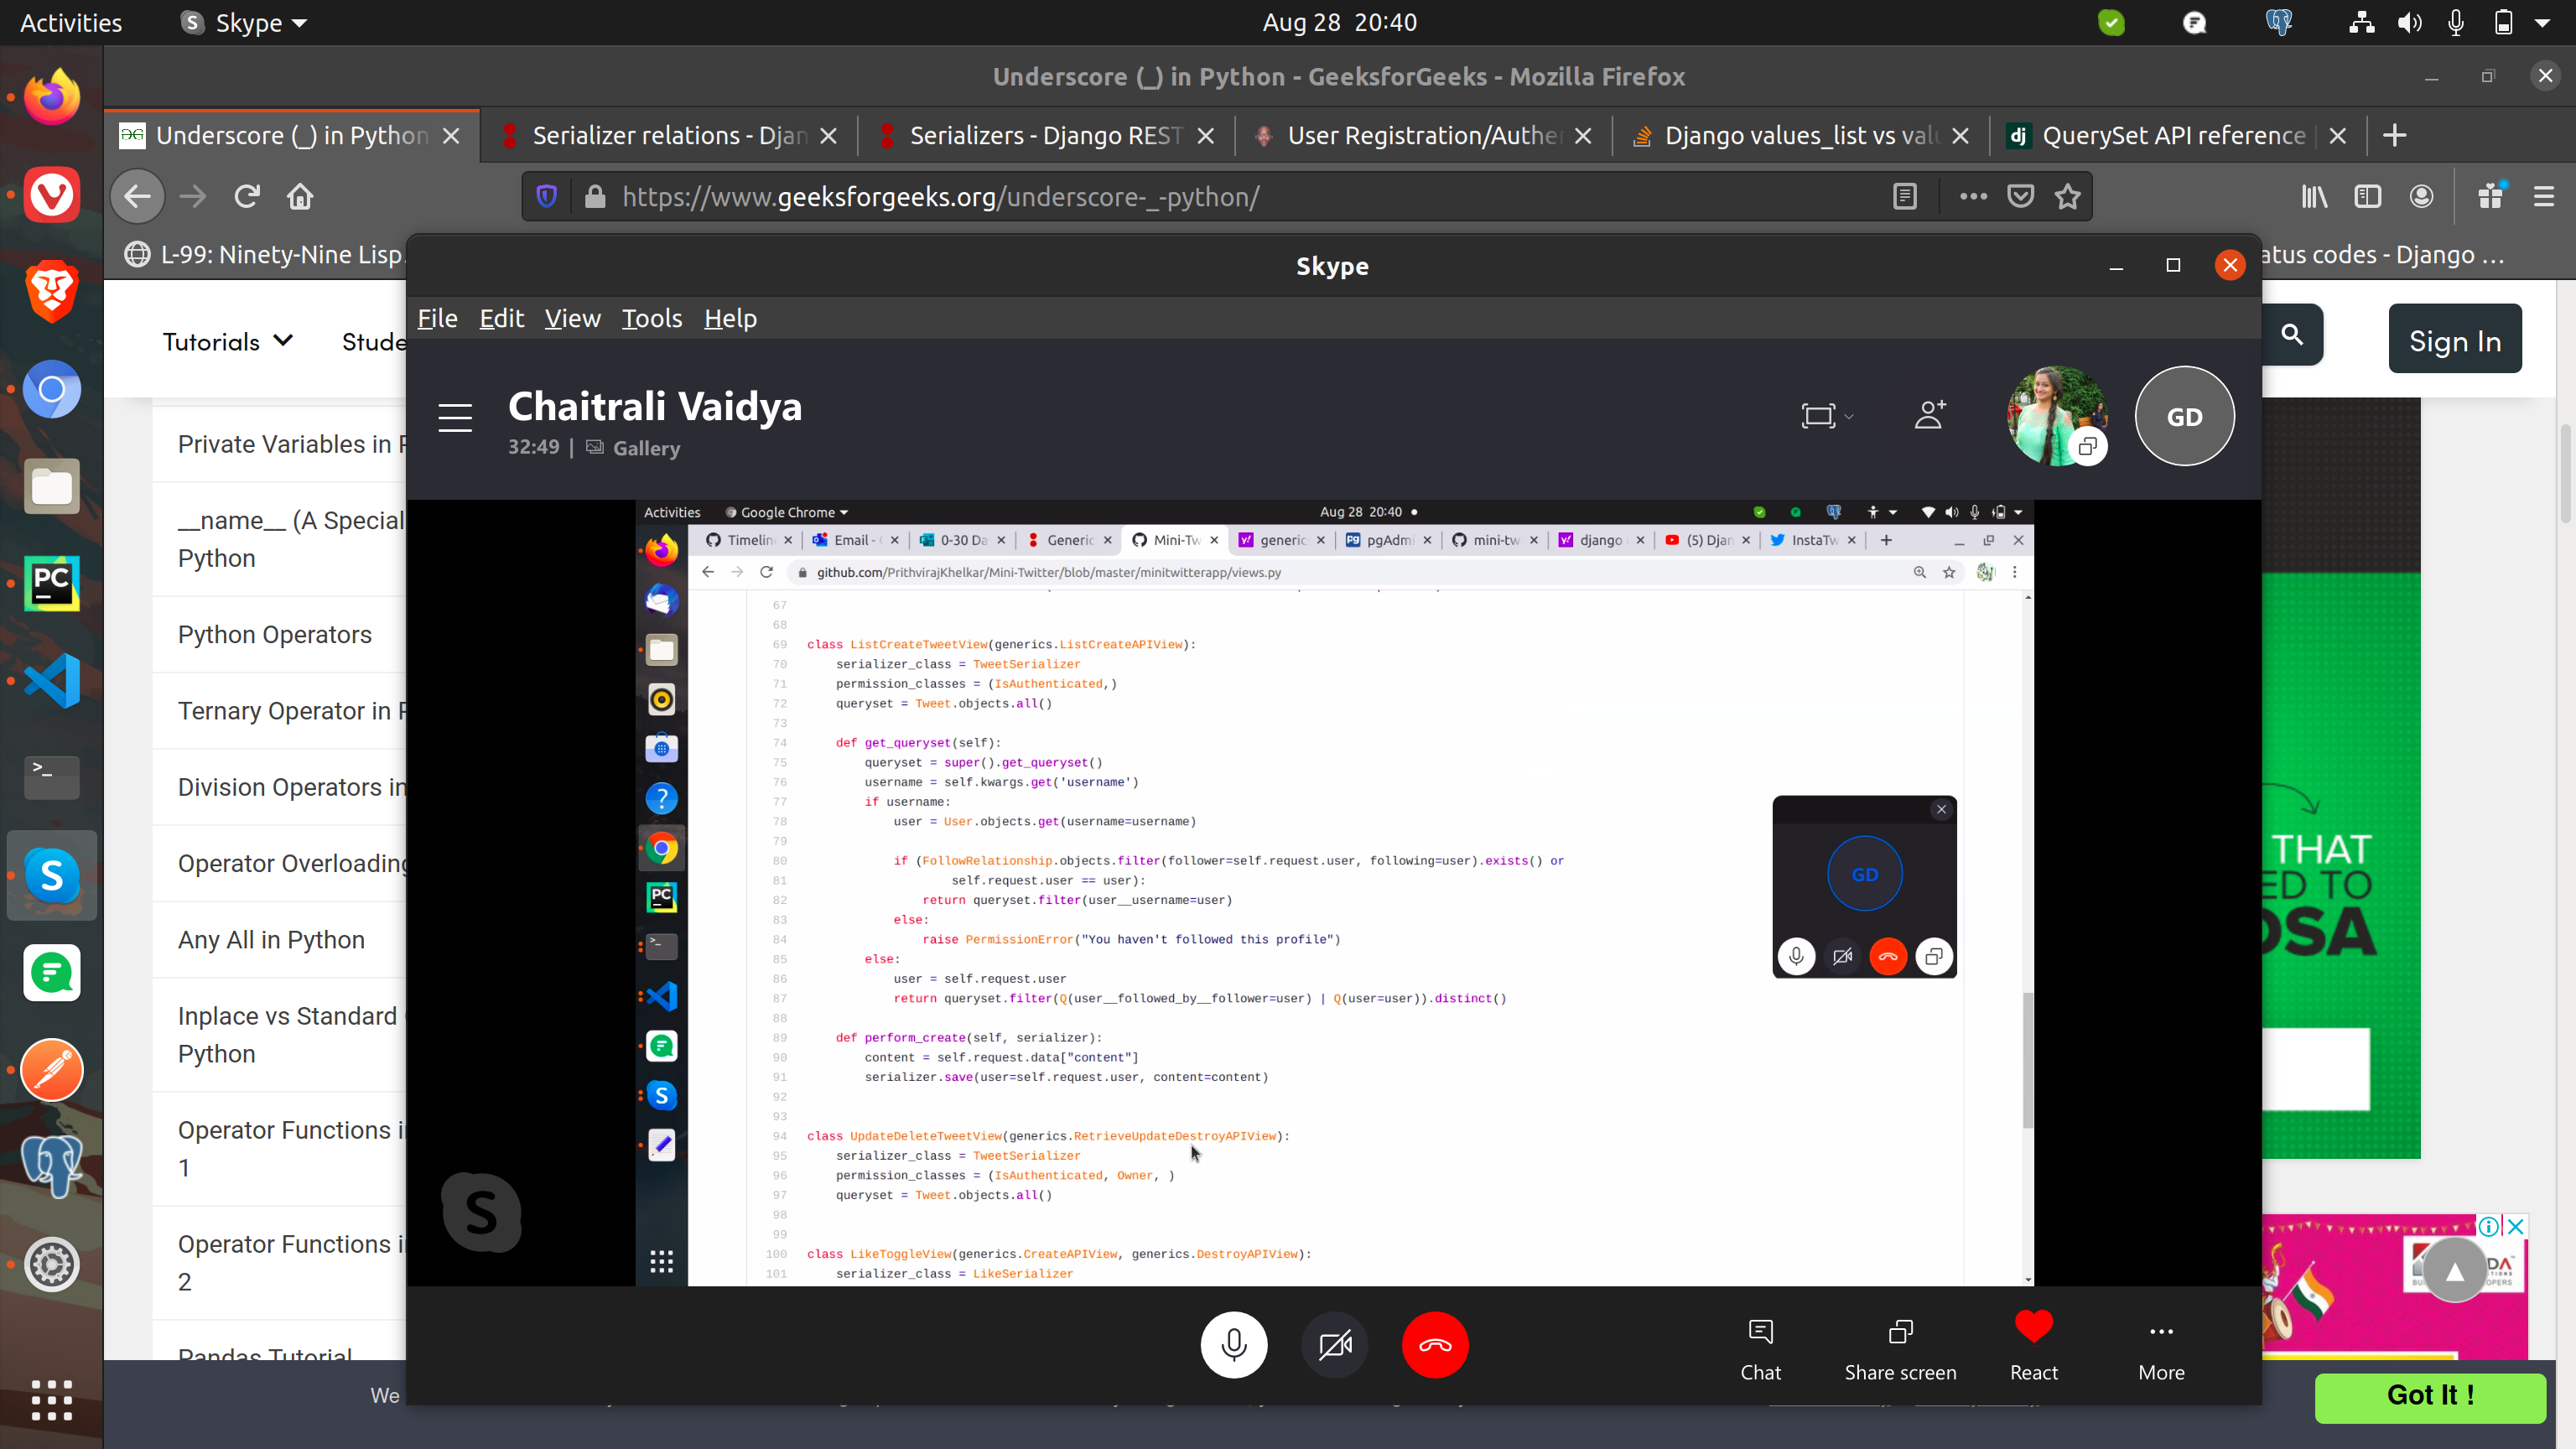 Activities
Skype
Aug 28 20:40
Underscore (_) in Python - GeeksforGeeks - Mozilla Firefox
Underscore (_) in Python
Serializer relations - Djan
Serializers - Django REST
User Registration/Authen
Django values_list vs valu
QuerySet API reference
https://www.geeksforgeeks.org/underscore-_-python/
L-99: Ninety-Nine Lisp
atus codes - Django ...
Skype
File Edit View Tools Help
Tutorials
Stude
Sign In
Chaitrali Vaidya
32:49 | Gallery
GD
Private Variables in P
__name__ (A Special
Python
Python Operators
Ternary Operator in P
Division Operators in
Operator Overloading
Any All in Python
Inplace vs Standard
Python
Operator Functions in
1
Operator Functions in
2
Pandas Tutorial
Activities
Google Chrome
Aug 28 20:40
Timelin
Email -
0-30 Da
Generic
Mini-Tw
generic
pgAdmi
mini-tw
django
(5) Djan
InstaTw
github.com/PrithvirajKhelkar/Mini-Twitter/blob/master/minitwitterapp/views.py
67
68
69 class ListCreateTweetView(generics.ListCreateAPIView):
70 serializer_class = TweetSerializer
71 permission_classes = (IsAuthenticated,)
72 queryset = Tweet.objects.all()
73
74 def get_queryset(self):
75 queryset = super().get_queryset()
76 username = self.kwargs.get('username')
77 if username:
78 user = User.objects.get(username=username)
79
80 if (FollowRelationship.objects.filter(follower=self.request.user, following=user).exists() or
81 self.request.user == user):
82 return queryset.filter(user__username=user)
83 else:
84 raise PermissionError("You haven't followed this profile")
85 else:
86 user = self.request.user
87 return queryset.filter(Q(user__followed_by__follower=user) | Q(user=user)).distinct()
88
89 def perform_create(self, serializer):
90 content = self.request.data["content"]
91 serializer.save(user=self.request.user, content=content)
92
93
94 class UpdateDeleteTweetView(generics.RetrieveUpdateDestroyAPIView):
95 serializer_class = TweetSerializer
96 permission_classes = (IsAuthenticated, Owner, )
97 queryset = Tweet.objects.all()
98
99
100 class LikeToggleView(generics.CreateAPIView, generics.DestroyAPIView):
101 serializer_class = LikeSerializer
GD
THAT
ED TO
DSA
Chat
Share screen
React
More
We
Got It !